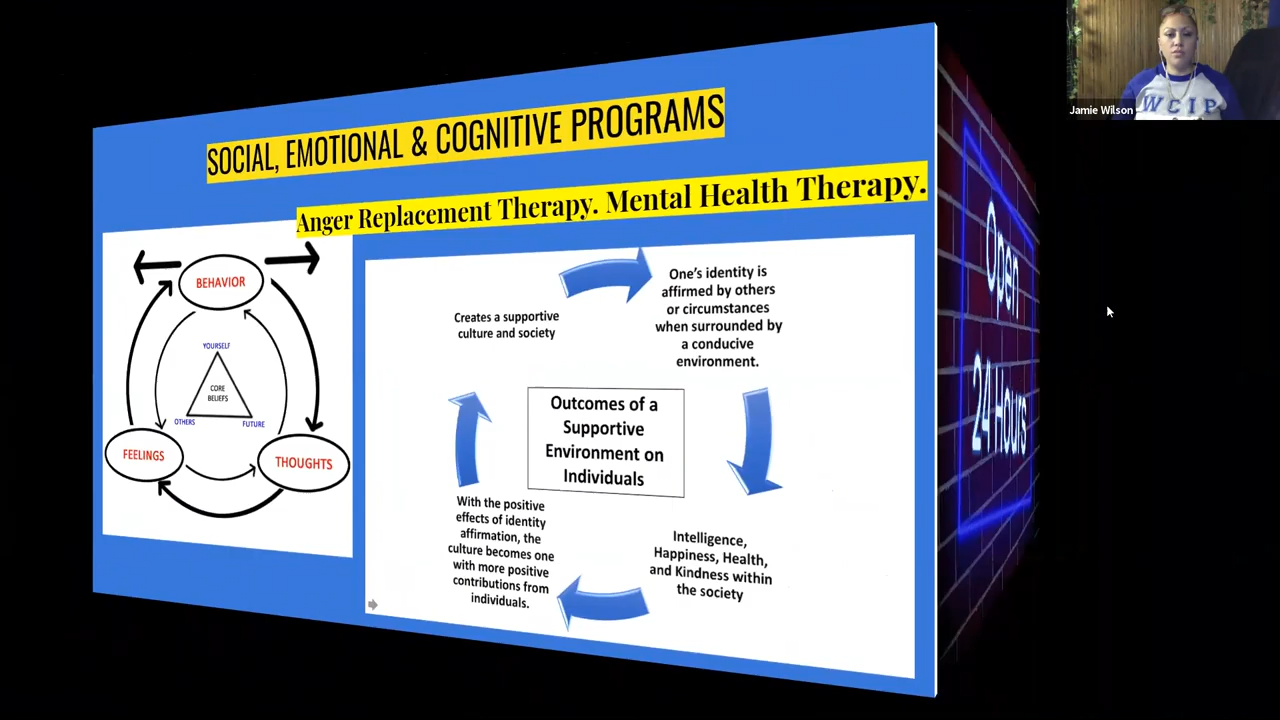 SOCIAL, EMOTIONAL & COGNITIVE PROGRAMS
Anger Replacement Therapy. Mental Health Therapy.
BEHAVIOR
YOURSELF
CORE
BELIEFS
OTHERS
FUTURE
FEELINGS
THOUGHTS
Creates a supportive
culture and society
One's identity is
affirmed by others
or circumstances
when surrounded by
a conducive
environment.
Outcomes of a
Supportive
Environment on
Individuals
With the positive
effects of identity
affirmation, the
culture becomes one
with more positive
contributions from
individuals.
Intelligence,
Happiness, Health,
and Kindness within
the society
Open
24 Hours
Jamie Wilson
WCIP